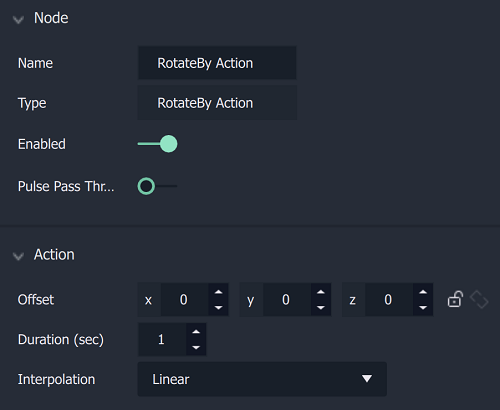 Node
Name RotateBy Action
Type RotateBy Action
Enabled
Pulse Pass Thr...
Action
Offset x 0 y 0 z 0
Duration (sec) 1
Interpolation Linear